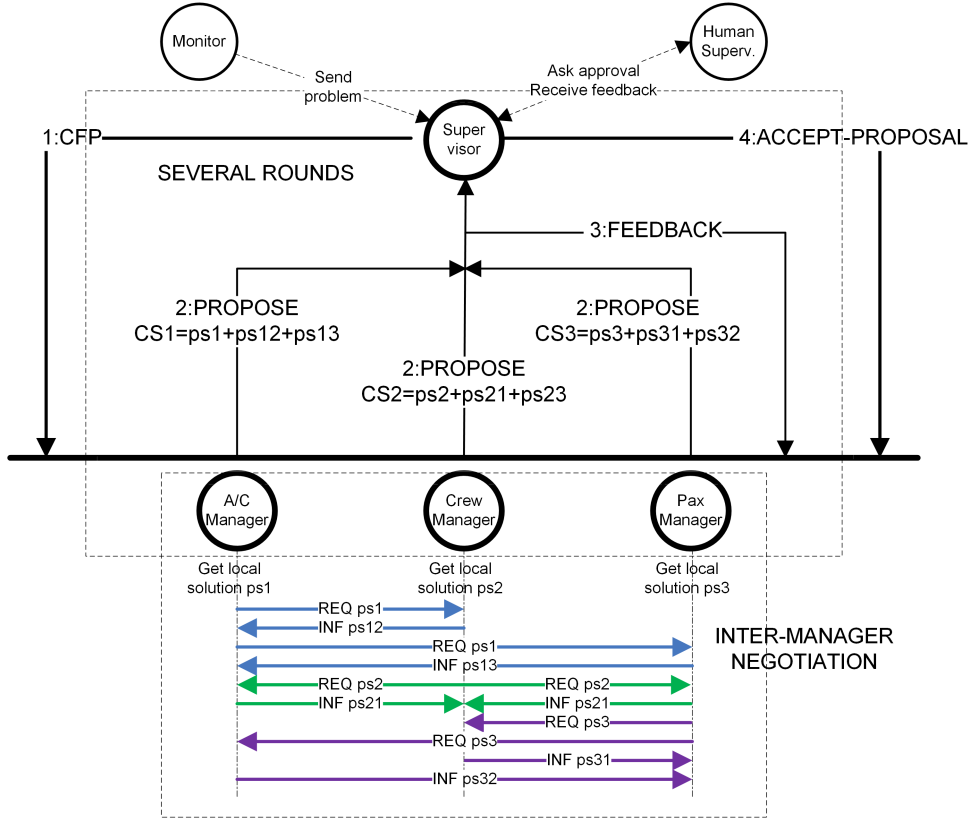 Monitor
Human
Superv.
Send
problem
Ask approval
Receive feedback
Super
visor
1:CFP
4:ACCEPT-PROPOSAL
SEVERAL ROUNDS
3:FEEDBACK
2:PROPOSE
CS1=ps1+ps12+ps13
2:PROPOSE
CS3=ps3+ps31+ps32
2:PROPOSE
CS2=ps2+ps21+ps23
A/C
Manager
Crew
Manager
Pax
Manager
Get local
solution ps1
Get local
solution ps2
Get local
solution ps3
REQ ps1
INF ps12
REQ ps1
INF ps13
INTER-MANAGER
NEGOTIATION
REQ ps2
REQ ps2
INF ps21
INF ps21
REQ ps3
REQ ps3
INF ps31
INF ps32